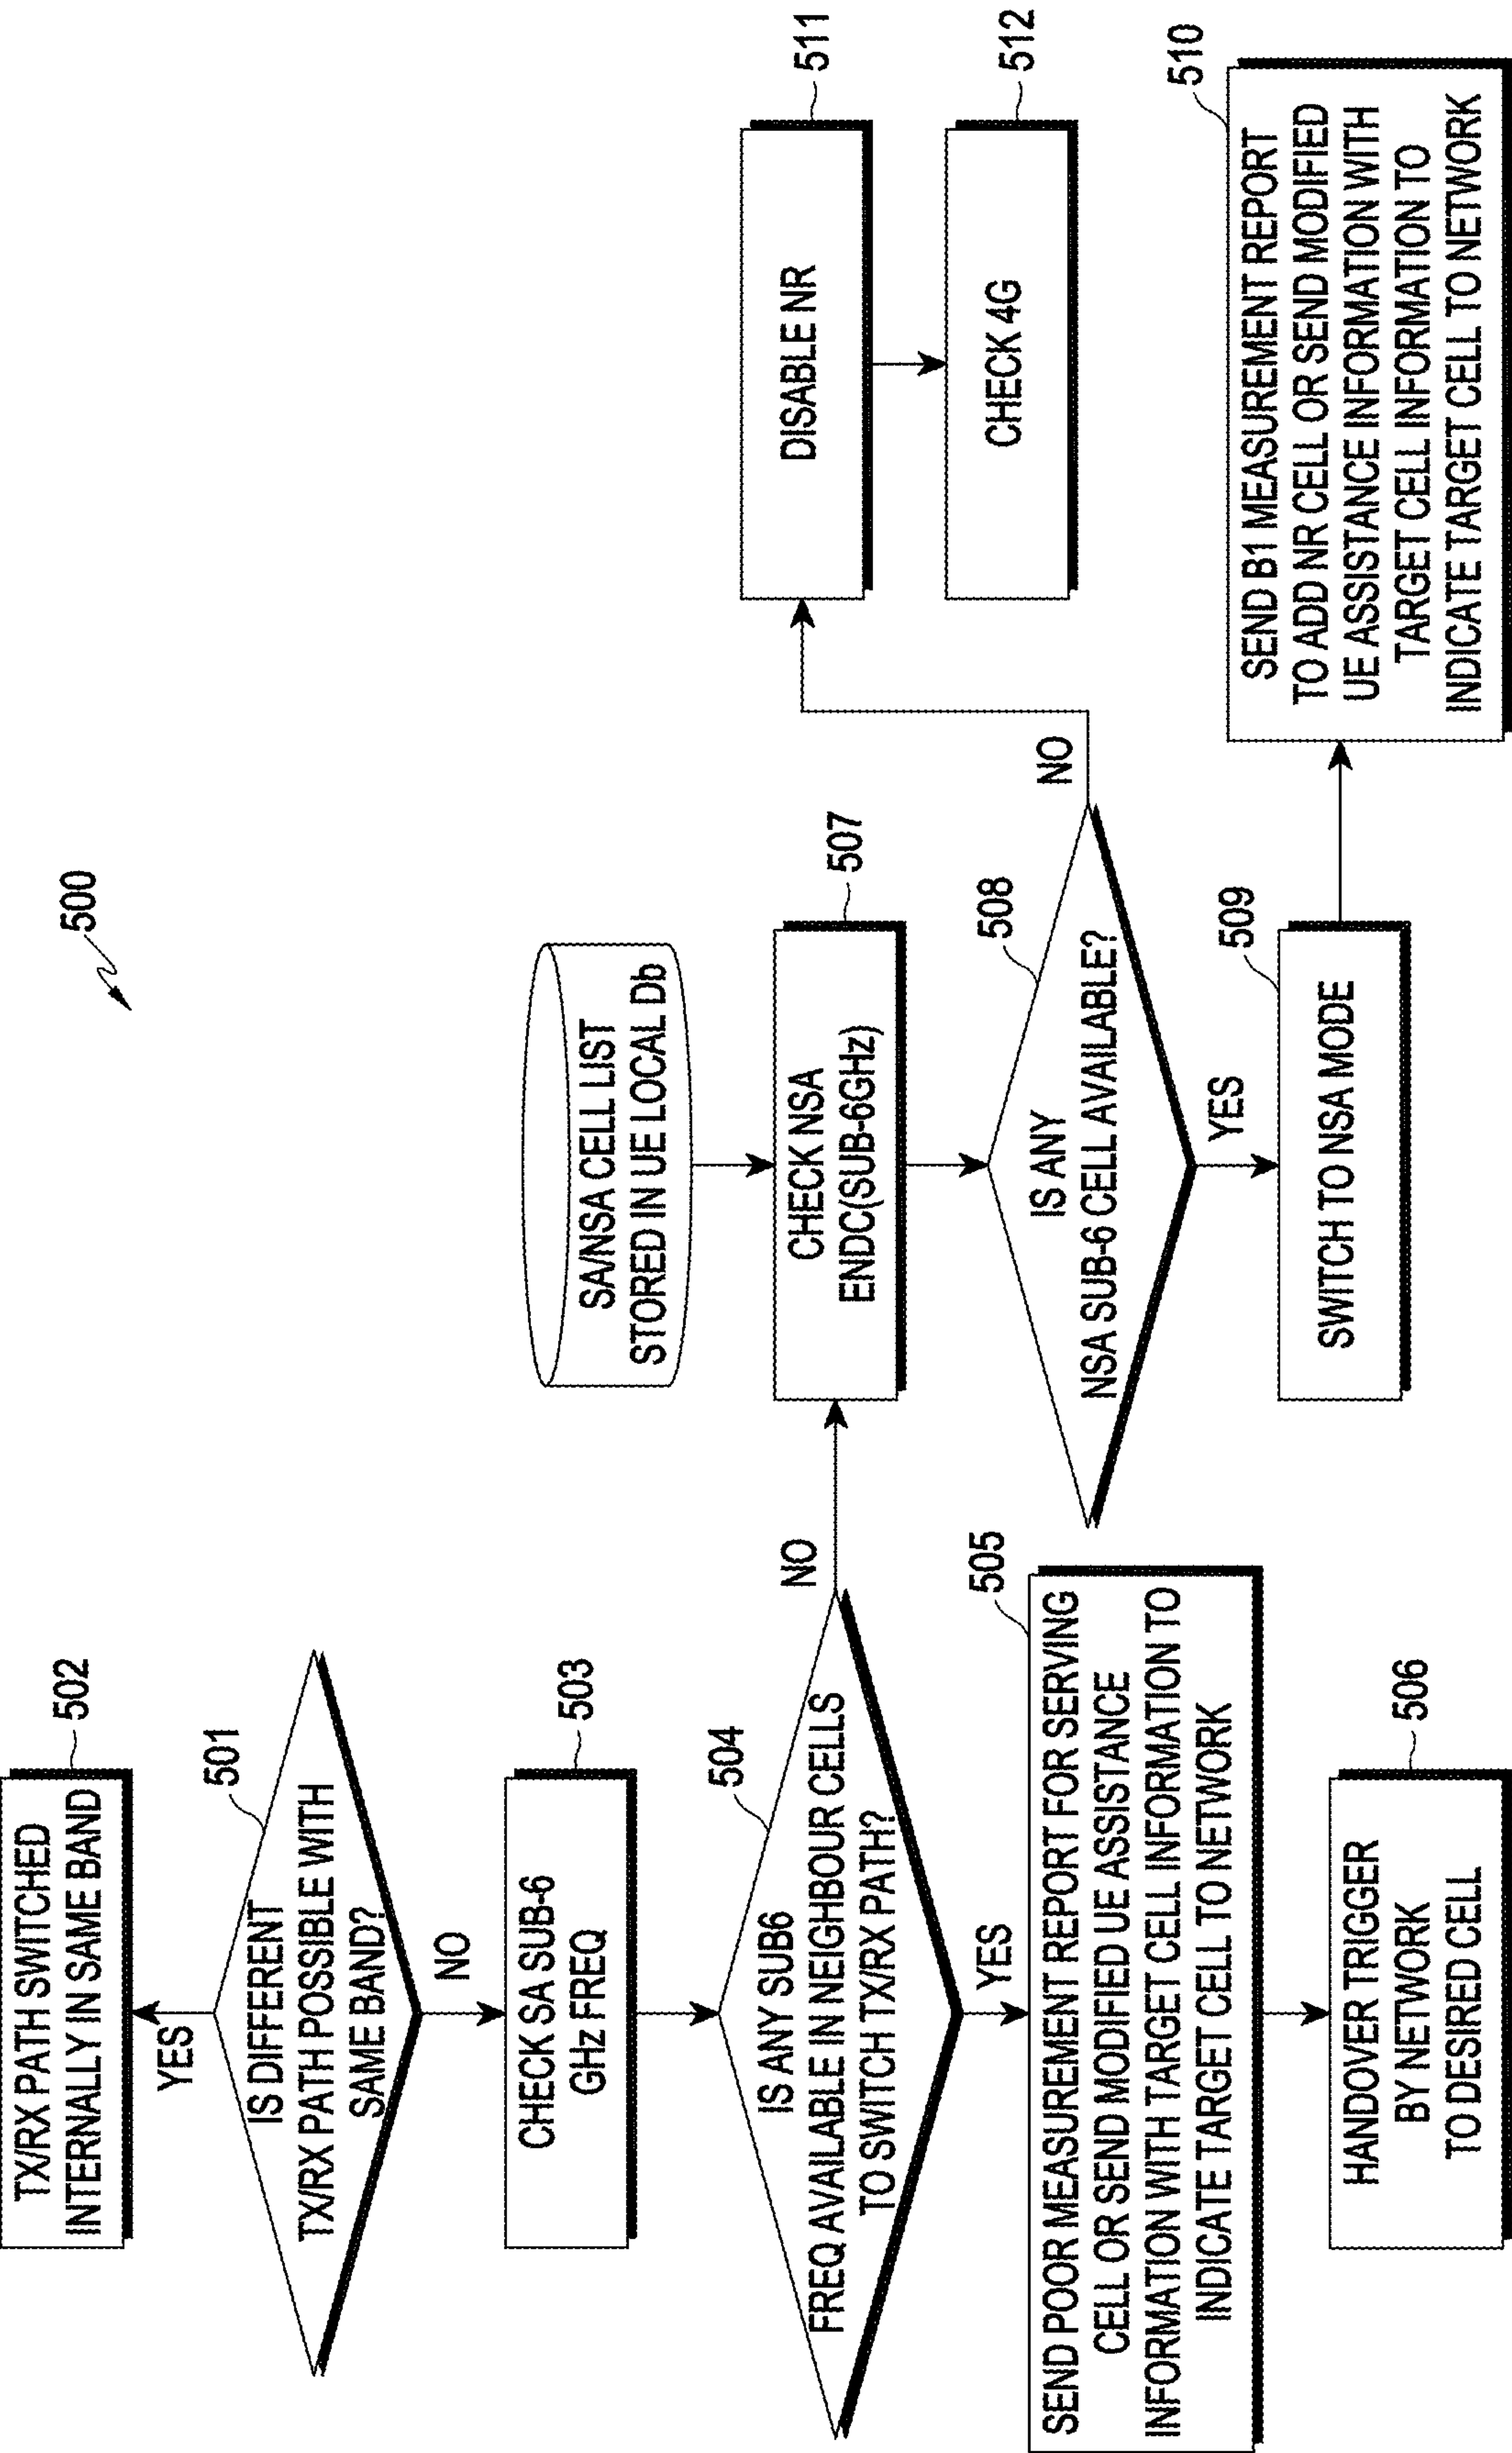 500
TX/RX PATH SWITCHED
INTERNALLY IN SAME BAND
502
YES
501
IS DIFFERENT
TX/RX PATH POSSIBLE WITH
SAME BAND?
NO
CHECK SA SUB-6
GHz FREQ
503
504
IS ANY SUB6
FREQ AVAILABLE IN NEIGHBOUR CELLS
TO SWITCH TX/RX PATH?
NO
YES
505
SEND POOR MEASUREMENT REPORT FOR SERVING
CELL OR SEND MODIFIED UE ASSISTANCE
INFORMATION WITH TARGET CELL INFORMATION TO
INDICATE TARGET CELL TO NETWORK
HANDOVER TRIGGER
BY NETWORK
TO DESIRED CELL
506
SA/NSA CELL LIST
STORED IN UE LOCAL Db
CHECK NSA
ENDC(SUB-6GHz)
507
508
IS ANY
NSA SUB-6 CELL AVAILABLE?
NO
YES
509
SWITCH TO NSA MODE
510
SEND B1 MEASUREMENT REPORT
TO ADD NR CELL OR SEND MODIFIED
UE ASSISTANCE INFORMATION WITH
TARGET CELL INFORMATION TO
INDICATE TARGET CELL TO NETWORK
DISABLE NR
511
CHECK 4G
512